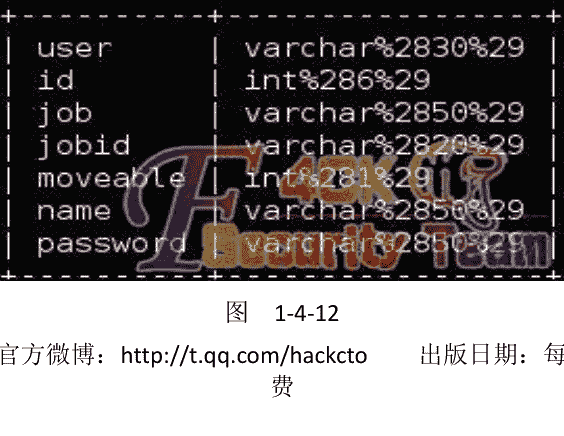 +-----------+---------------+
| user | varchar%2830%29 |
| id | int%286%29 |
| job | varchar%2850%29 |
| jobid | varchar%2820%29 |
| moveable | int%281%29 |
| name | varchar%2850%29 |
| password | varchar%2850%29 |
+-----------+---------------+
Security Team
图 1-4-12
官方微博：http://t.qq.com/hackcto 出版日期：每
费